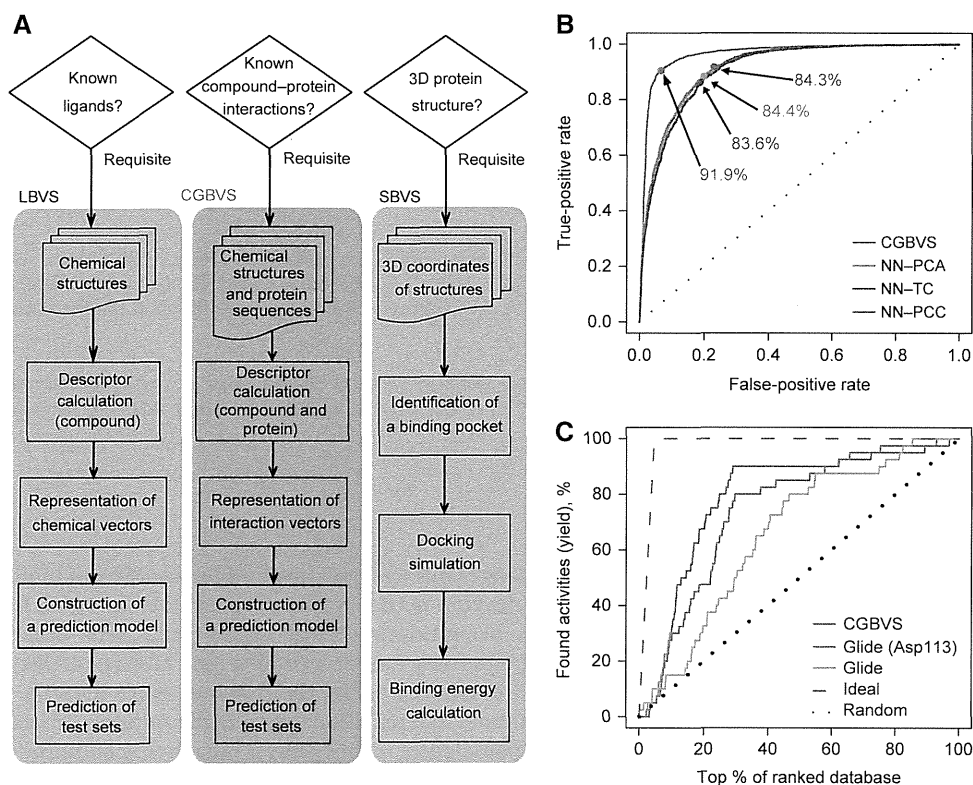 A
Known
ligands?
Requisite
LBVS
Chemical
structures
Descriptor
calculation
(compound)
Representation of
chemical vectors
Construction of
a prediction model
Prediction of
test sets
Known
compound–protein
interactions?
Requisite
CGBVS
Chemical
structures
and protein
sequences
Descriptor
calculation
(compound and
protein)
Representation of
interaction vectors
Construction of
a prediction model
Prediction of
test sets
3D protein
structure?
Requisite
SBVS
3D coordinates
of structures
Identification of
a binding pocket
Docking
simulation
Binding energy
calculation
B
True-positive rate
1.0
0.8
0.6
0.4
0.2
0.0
84.3%
84.4%
83.6%
91.9%
CGBVS
NN–PCA
NN–TC
NN–PCC
0.0
0.2
0.4
0.6
0.8
1.0
False-positive rate
C
Found activities (yield), %
100
80
60
40
20
0
CGBVS
Glide (Asp113)
Glide
Ideal
Random
0
20
40
60
80
100
Top % of ranked database